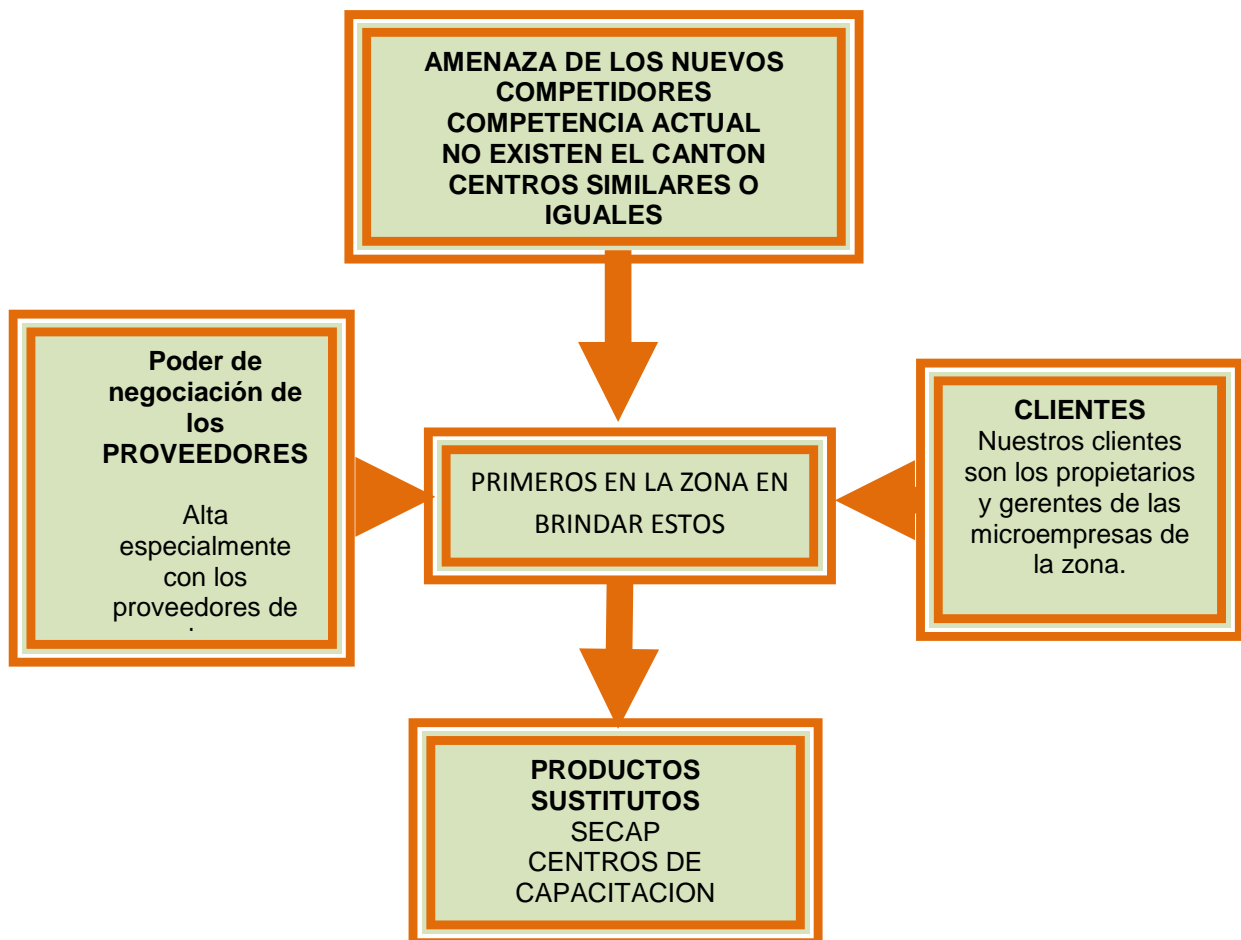 AMENAZA DE LOS NUEVOS
COMPETIDORES
COMPETENCIA ACTUAL
NO EXISTEN EL CANTON
CENTROS SIMILARES O
IGUALES
Poder de
negociación de
los
PROVEEDORES
Alta
especialmente
con los
proveedores de
PRIMEROS EN LA ZONA EN
BRINDAR ESTOS
CLIENTES
Nuestros clientes
son los propietarios
y gerentes de las
microempresas de
la zona.
PRODUCTOS
SUSTITUTOS
SECAP
CENTROS DE
CAPACITACION